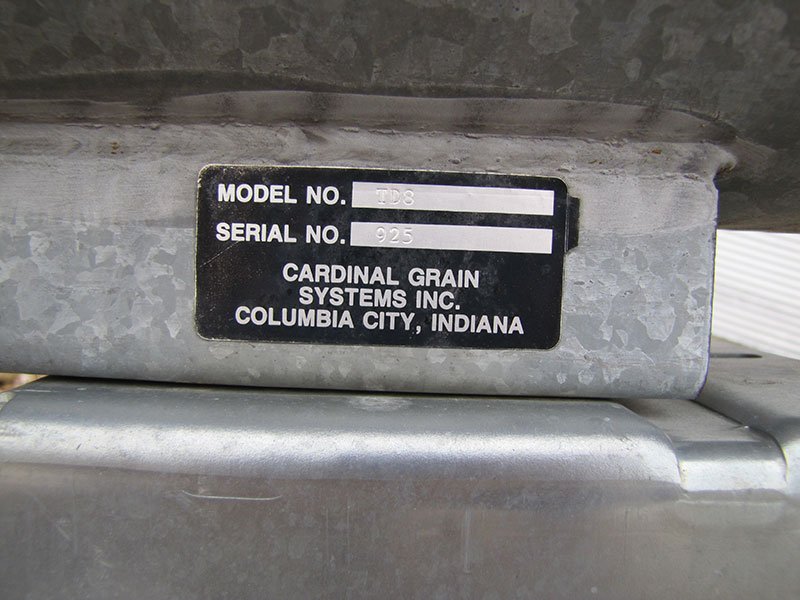 MODEL NO. TD8
SERIAL NO. 925
CARDINAL GRAIN
SYSTEMS INC.
COLUMBIA CITY, INDIANA